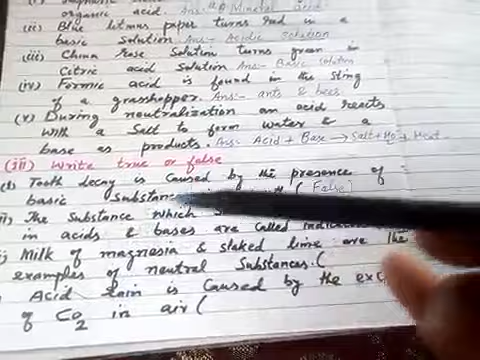 organic acid. Ans:- Mineral acid
(ii) Blue litmus paper turns red in a
basic solution. Ans:- Acidic solution
(iii) China rose Solution turns green in
Citric acid Solution Ans:- Basic solution
(iv) Formic acid is found in the sting
of a grasshopper. Ans:- ants & bees
(v) During neutralization an acid reacts
with a Salt to form water & a
base as products. Ans:- Acid + Base → Salt + H2O + Heat
(iii) Write true or false
(i) Tooth decay is Caused by the presence of
basic Substan ( False )
ii) The Substance which
in acids & bases are called
) Milk of magnesia & slaked lime are the
examples of neutral Substances. (
Acid rain is Caused by the exc
of Co2 in air (